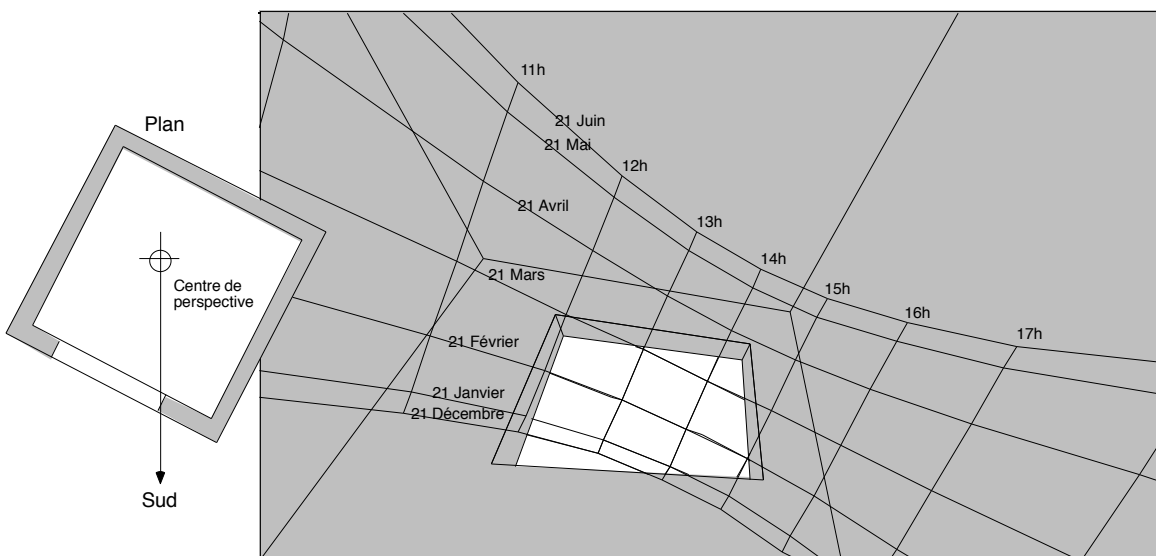 11h
21 Juin
Plan
21 Mai
12h
21 Avril
13h
14h
21 Mars
Centre de
perspective
15h
16h
17h
21 Février
21 Janvier
21 Décembre
Sud